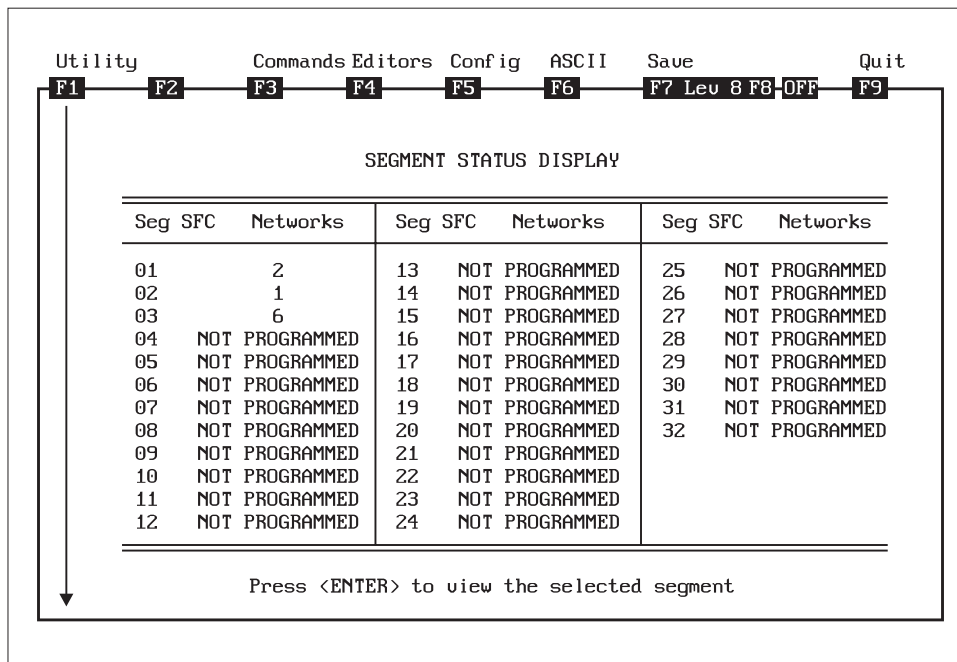 Utility Commands Editors Config ASCII Save Quit
F1 F2 F3 F4 F5 F6 F7 Lev 8 F8 OFF F9
SEGMENT STATUS DISPLAY
Seg SFC Networks Seg SFC Networks Seg SFC Networks
01 2 13 NOT PROGRAMMED 25 NOT PROGRAMMED
02 1 14 NOT PROGRAMMED 26 NOT PROGRAMMED
03 6 15 NOT PROGRAMMED 27 NOT PROGRAMMED
04 NOT PROGRAMMED 16 NOT PROGRAMMED 28 NOT PROGRAMMED
05 NOT PROGRAMMED 17 NOT PROGRAMMED 29 NOT PROGRAMMED
06 NOT PROGRAMMED 18 NOT PROGRAMMED 30 NOT PROGRAMMED
07 NOT PROGRAMMED 19 NOT PROGRAMMED 31 NOT PROGRAMMED
08 NOT PROGRAMMED 20 NOT PROGRAMMED 32 NOT PROGRAMMED
09 NOT PROGRAMMED 21 NOT PROGRAMMED
10 NOT PROGRAMMED 22 NOT PROGRAMMED
11 NOT PROGRAMMED 23 NOT PROGRAMMED
12 NOT PROGRAMMED 24 NOT PROGRAMMED
Press <ENTER> to view the selected segment